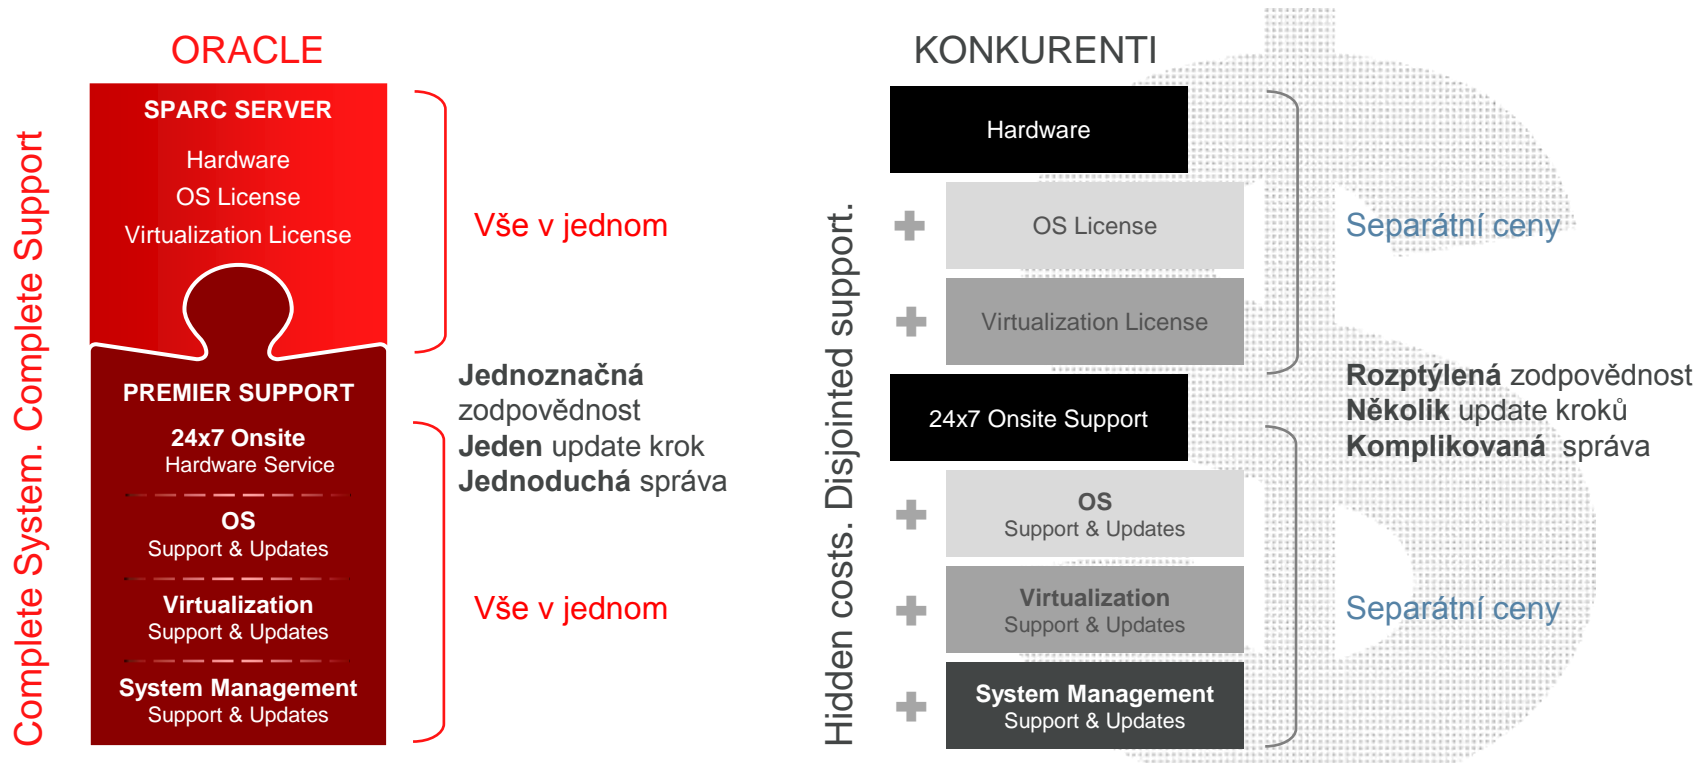 Complete System. Complete Support
ORACLE
SPARC SERVER
Hardware
OS License
Virtualization License
PREMIER SUPPORT
24x7 Onsite
Hardware Service
OS
Support & Updates
Virtualization
Support & Updates
System Management
Support & Updates
Vše v jednom
Jednoznačná
zodpovědnost
Jeden update krok
Jednoduchá správa
Vše v jednom
Hidden costs. Disjointed support.
KONKURENTI
Hardware
OS License
Virtualization License
24x7 Onsite Support
OS
Support & Updates
Virtualization
Support & Updates
System Management
Support & Updates
Separátní ceny
Rozptýlená zodpovědnost
Několik update kroků
Komplikovaná správa
Separátní ceny